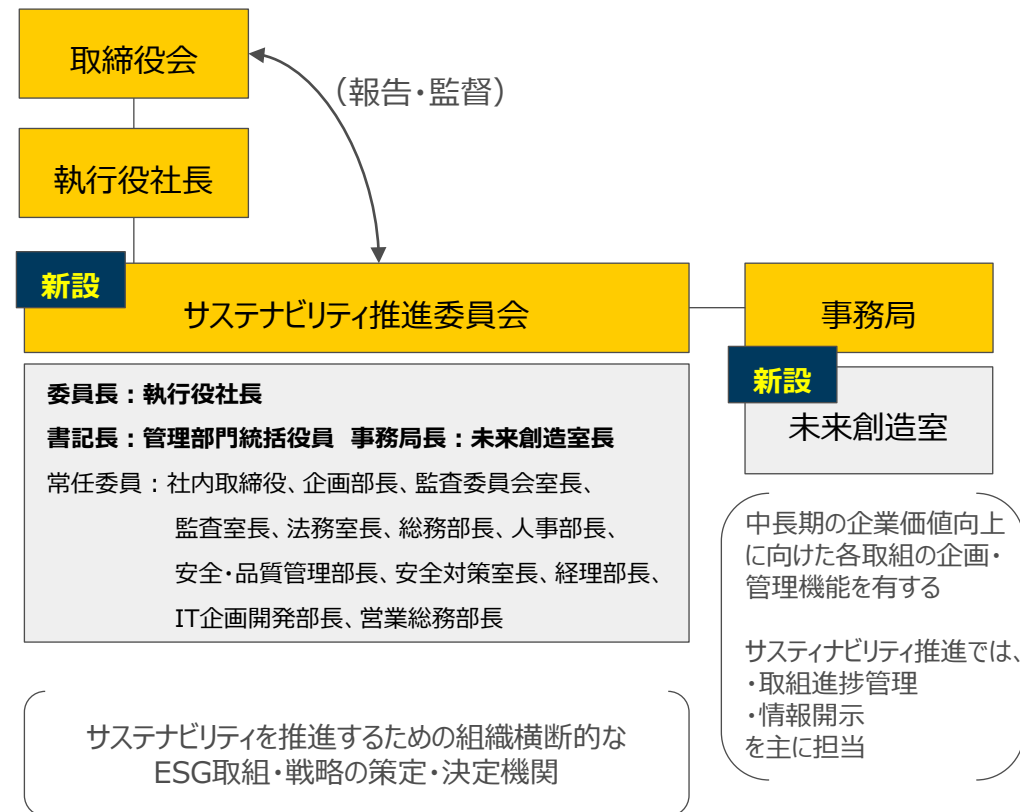 取締役会
(報告・監督)
執行役社長
新設
サステナビリティ推進委員会
事務局
委員長：執行役社長
書記長：管理部門統括役員 事務局長：未来創造室長
常任委員：社内取締役、企画部長、監査委員会室長、
監査室長、法務室長、総務部長、人事部長、
安全・品質管理部長、安全対策室長、経理部長、
IT企画開発部長、営業総務部長
新設
未来創造室
中長期の企業価値向上
に向けた各取組の企画・
管理機能を有する
サスティナビリティ推進では、
・取組進捗管理
・情報開示
を主に担当
サステナビリティを推進するための組織横断的な
ESG取組・戦略の策定・決定機関